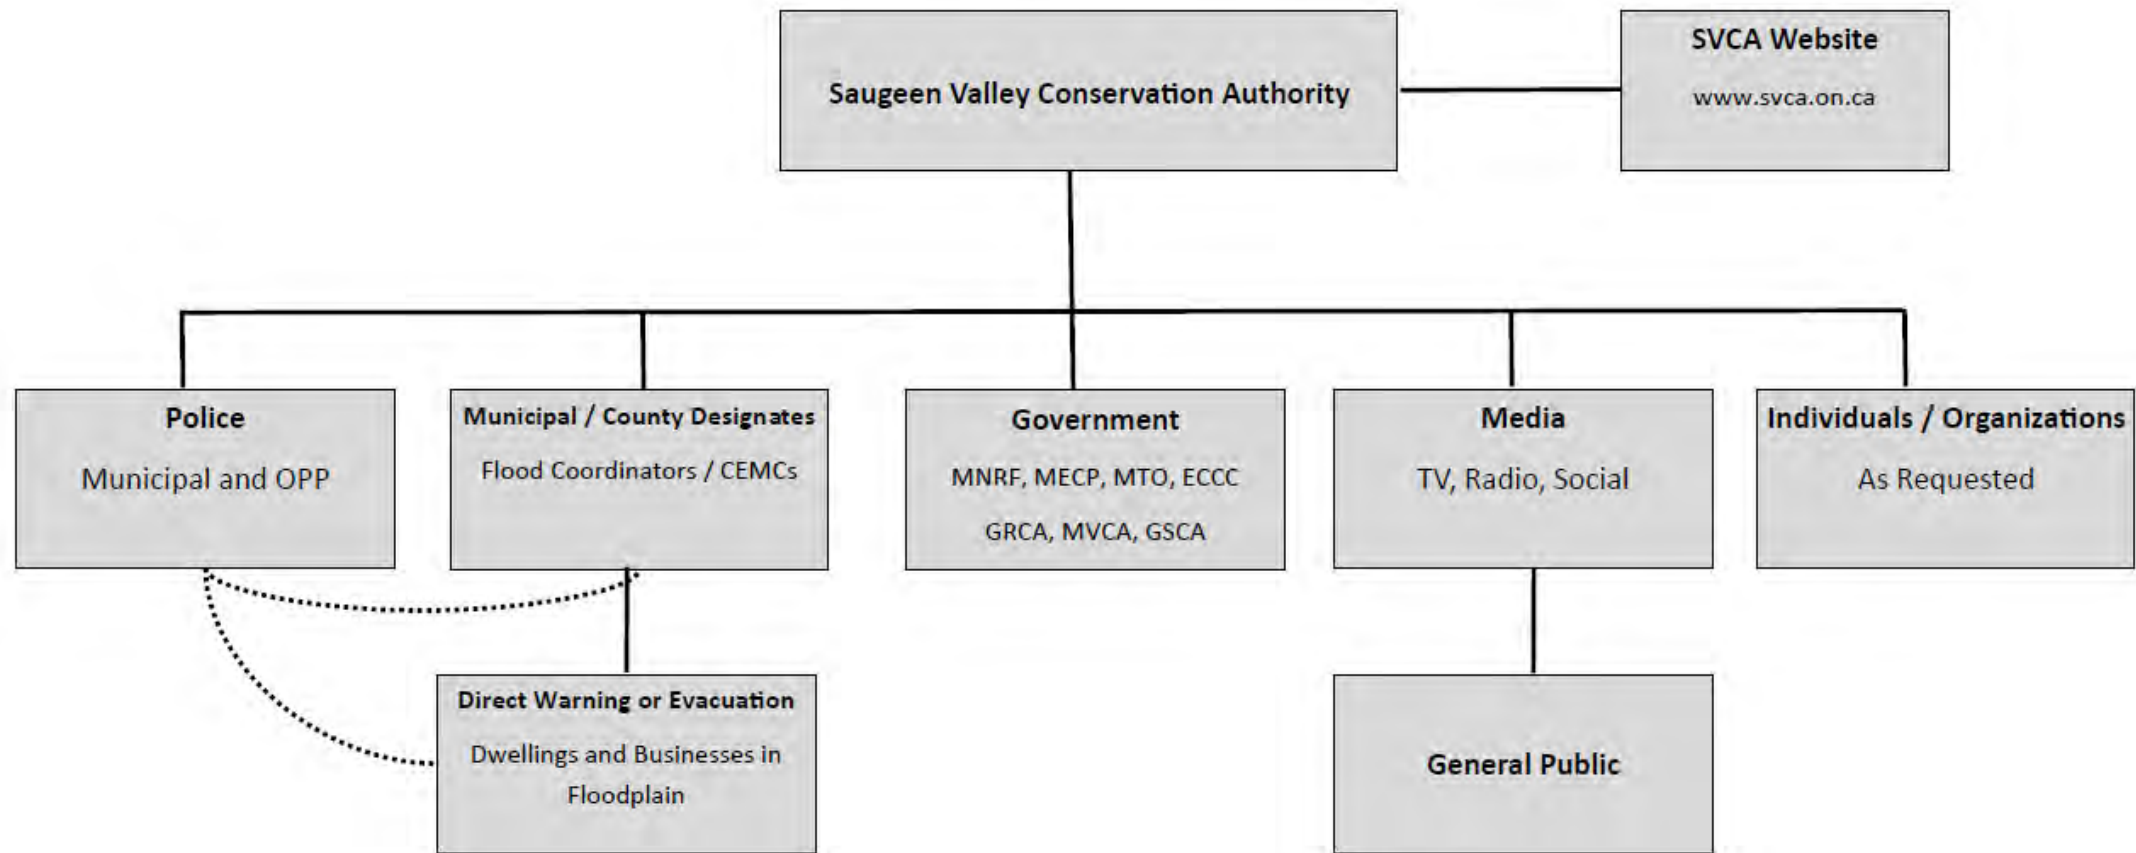 Saugeen Valley Conservation Authority
SVCA Website
www.svca.on.ca
Police
Municipal and OPP
Municipal / County Designates
Flood Coordinators / CEMCs
Government
MNRF, MECP, MTO, ECCC
GRCA, MVCA, GSCA
Media
TV, Radio, Social
Individuals / Organizations
As Requested
Direct Warning or Evacuation
Dwellings and Businesses in
Floodplain
General Public